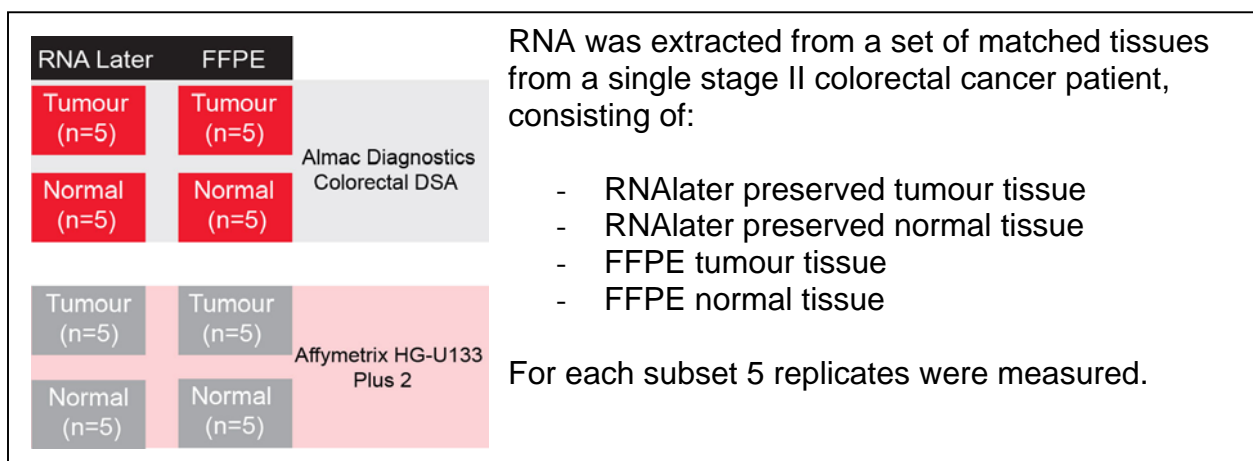 RNA Later FFPE
Tumour Tumour
(n=5) (n=5)
Almac Diagnostics
Colorectal DSA
Normal Normal
(n=5) (n=5)
Tumour Tumour
(n=5) (n=5)
Affymetrix HG-U133
Plus 2
Normal Normal
(n=5) (n=5)
RNA was extracted from a set of matched tissues
from a single stage II colorectal cancer patient,
consisting of:
- RNAlater preserved tumour tissue
- RNAlater preserved normal tissue
- FFPE tumour tissue
- FFPE normal tissue
For each subset 5 replicates were measured.